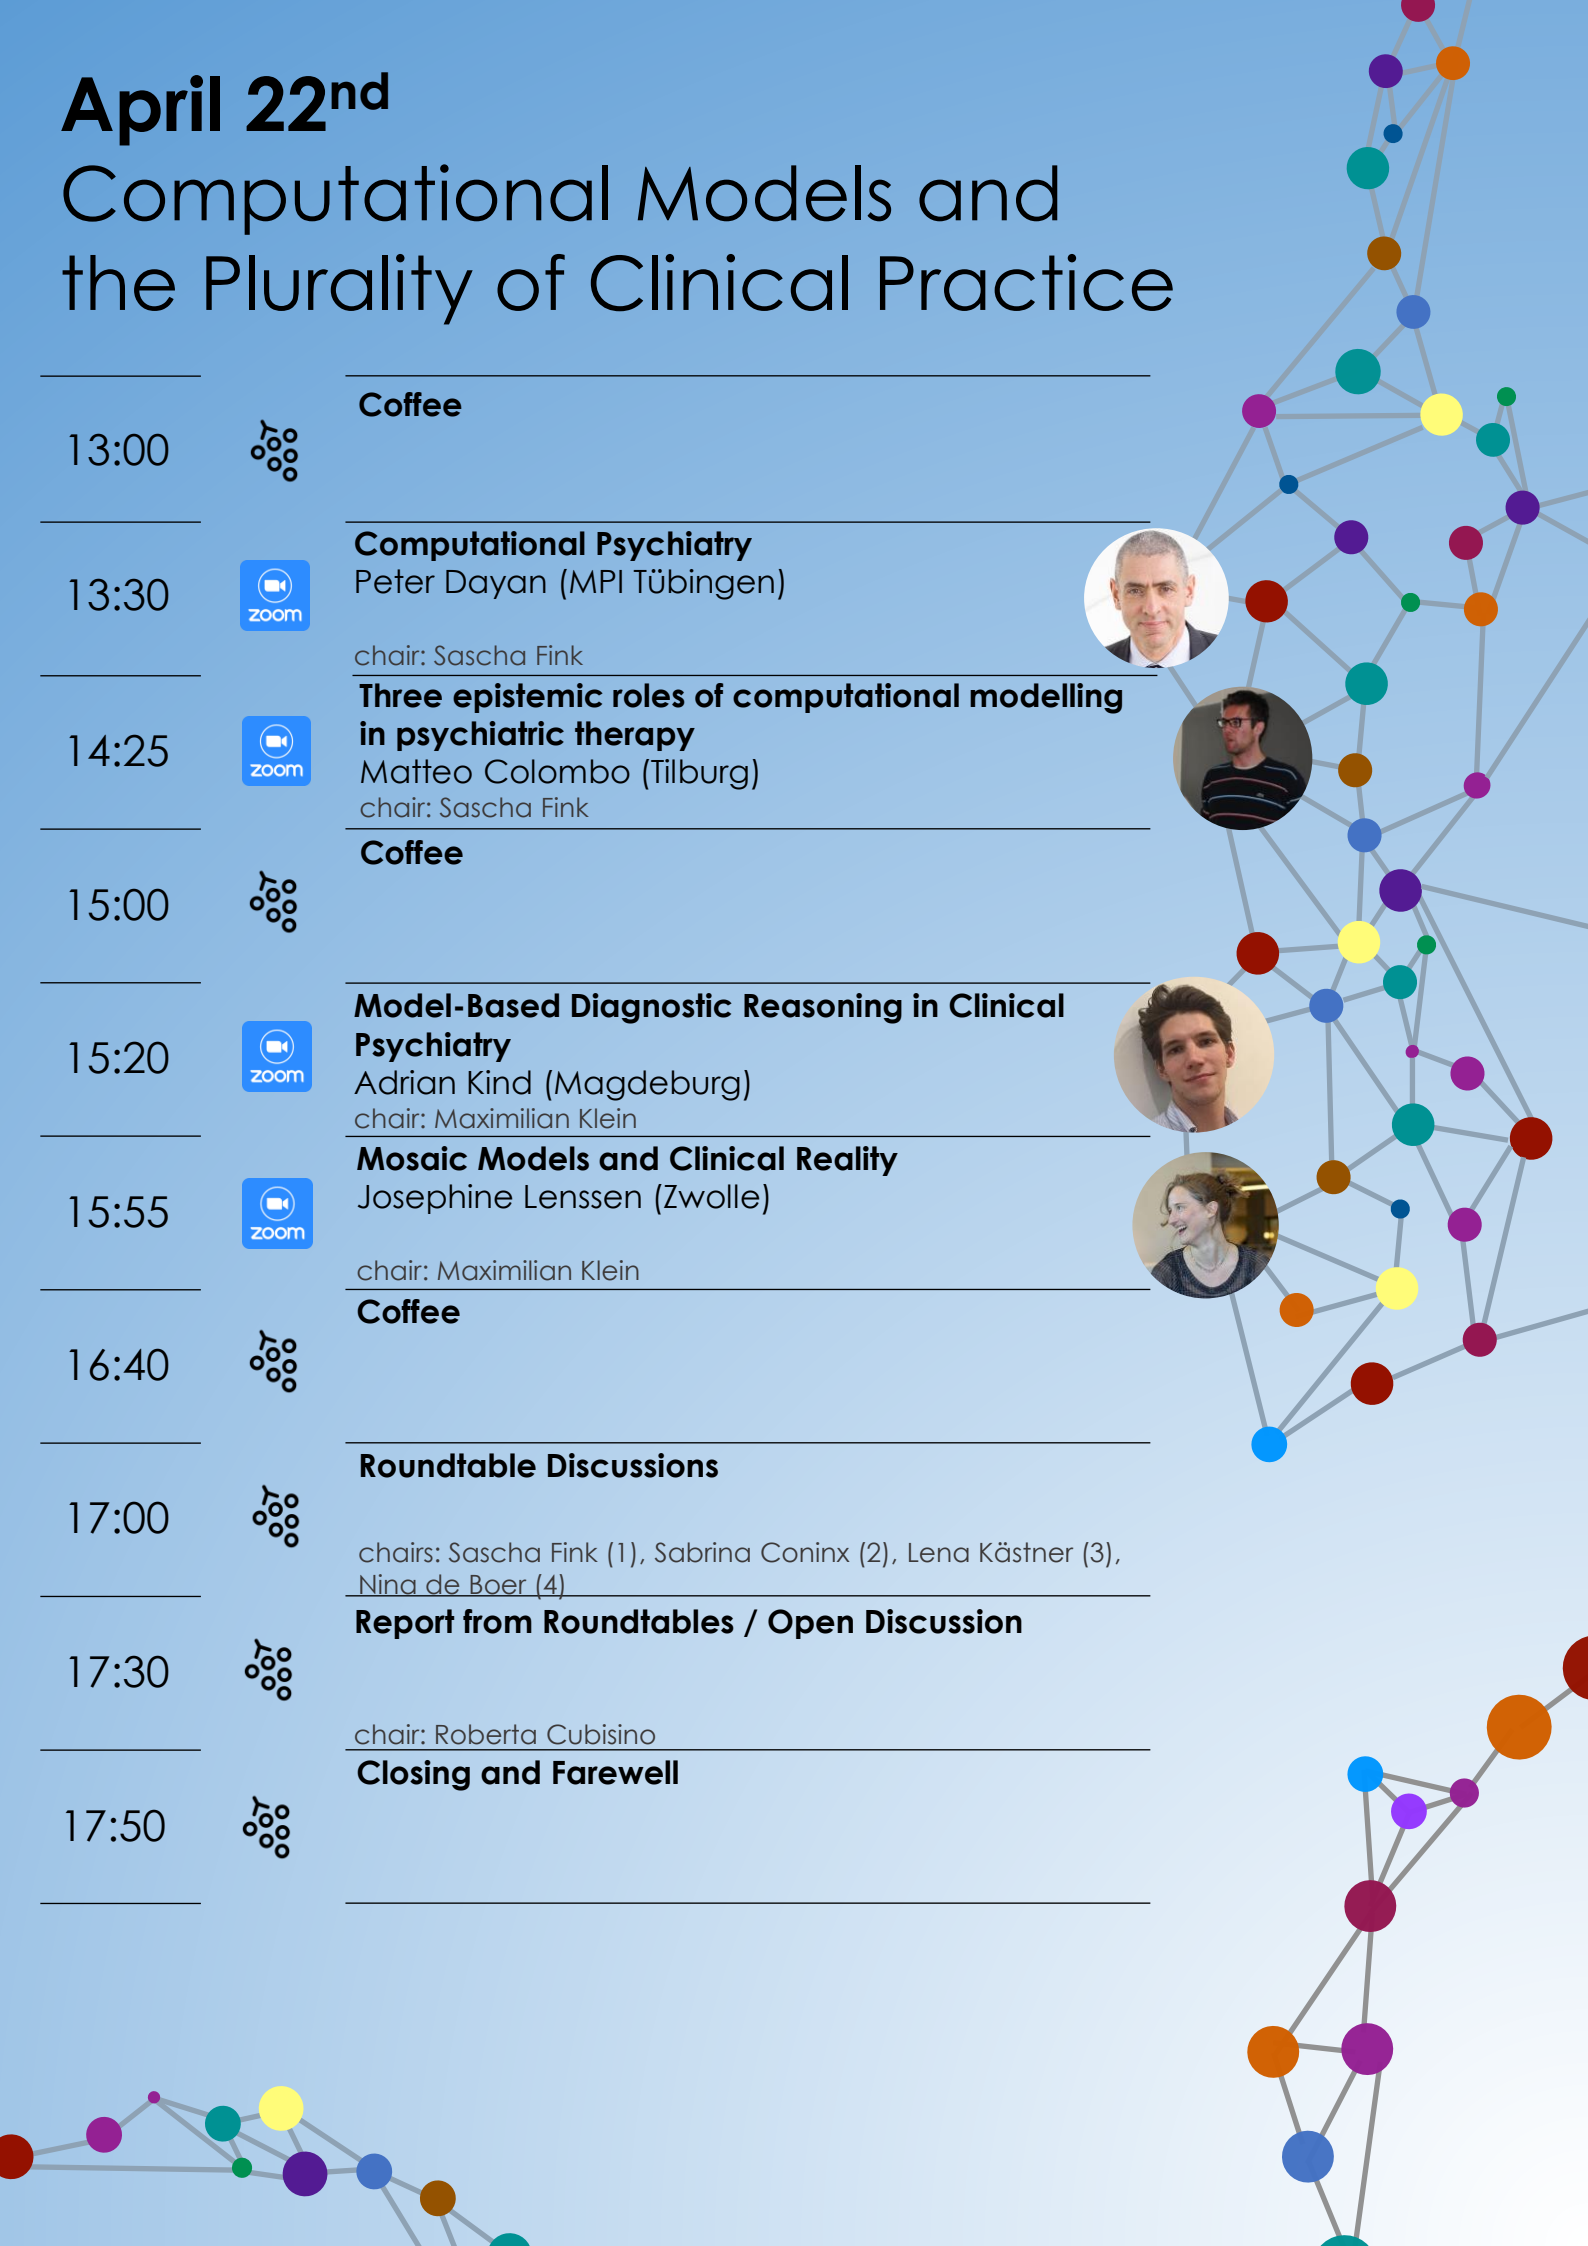 April 22nd
Computational Models and
the Plurality of Clinical Practice
13:00
Coffee
13:30
zoom
Computational Psychiatry
Peter Dayan (MPI Tübingen)
chair: Sascha Fink
14:25
zoom
Three epistemic roles of computational modelling
in psychiatric therapy
Matteo Colombo (Tilburg)
chair: Sascha Fink
15:00
Coffee
15:20
zoom
Model-Based Diagnostic Reasoning in Clinical
Psychiatry
Adrian Kind (Magdeburg)
chair: Maximilian Klein
15:55
zoom
Mosaic Models and Clinical Reality
Josephine Lenssen (Zwolle)
chair: Maximilian Klein
16:40
Coffee
17:00
Roundtable Discussions
chairs: Sascha Fink (1), Sabrina Coninx (2), Lena Kästner (3),
Nina de Boer (4)
17:30
Report from Roundtables / Open Discussion
chair: Roberta Cubisino
17:50
Closing and Farewell